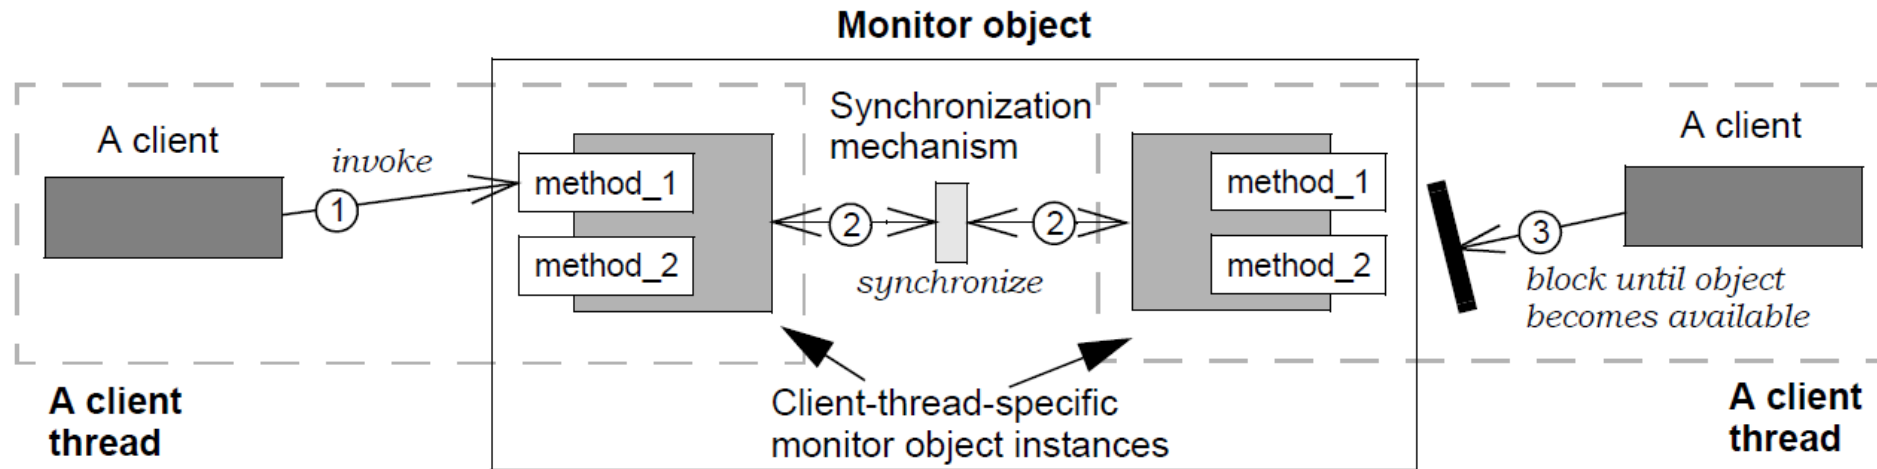 Monitor object
A client
invoke
1
method_1
method_2
2
Synchronization
mechanism
synchronize
2
method_1
method_2
A client
3
block until object
becomes available
A client
thread
Client-thread-specific
monitor object instances
A client
thread